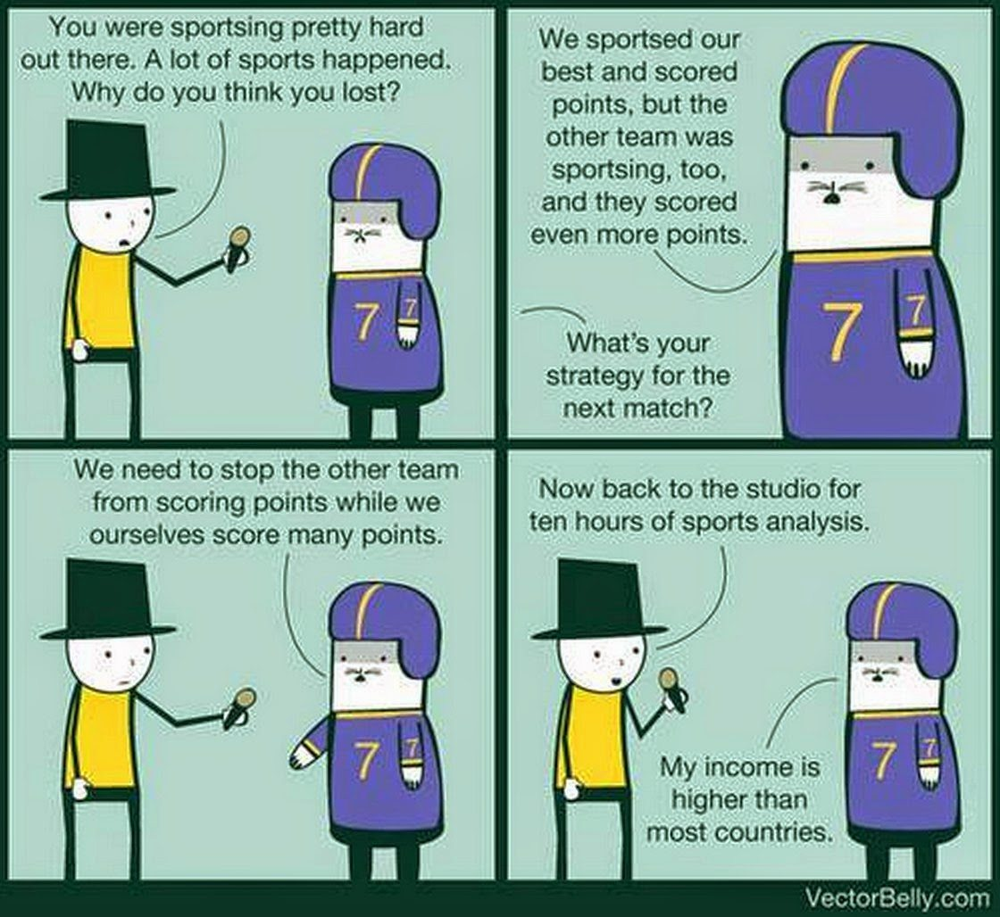 You were sportsing pretty hard
out there. A lot of sports happened.
Why do you think you lost?
7
7
We sportsed our
best and scored
points, but the
other team was
sportsing, too,
and they scored
even more points.
What's your
strategy for the
next match?
7
7
We need to stop the other team
from scoring points while we
ourselves score many points.
7
7
Now back to the studio for
ten hours of sports analysis.
My income is
higher than
most countries.
7
7
VectorBelly.com